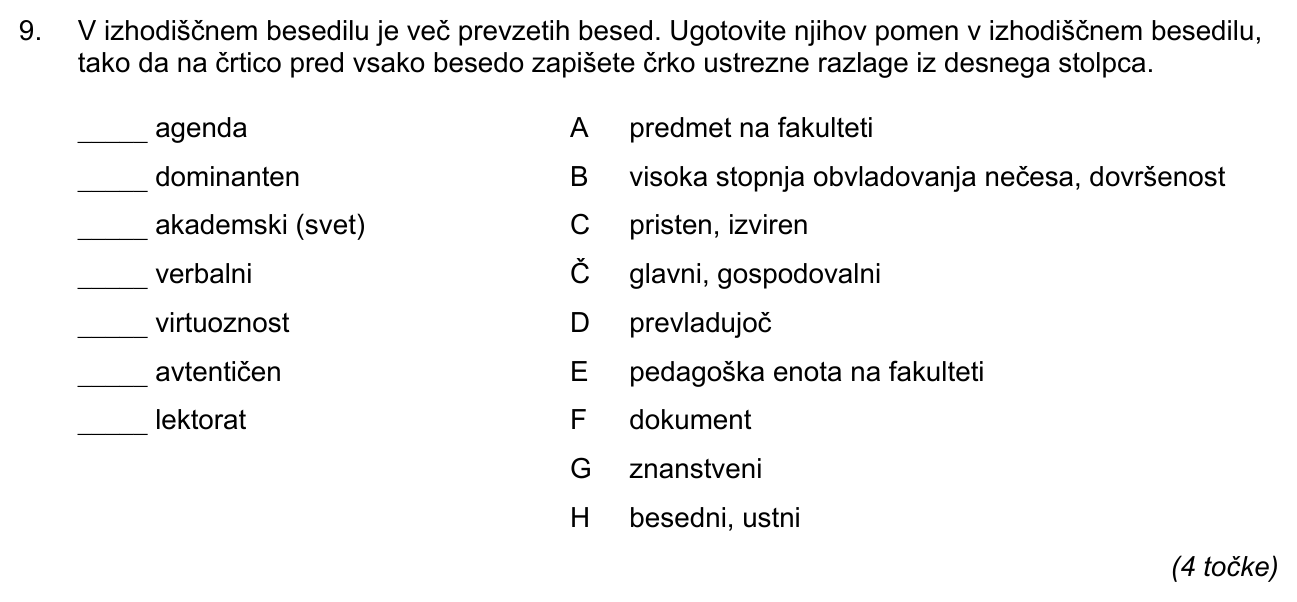 9. V izhodiščnem besedilu je več prevzetih besed. Ugotovite njihov pomen v izhodiščnem besedilu,
tako da na črtico pred vsako besedo zapišete črko ustrezne razlage iz desnega stolpca.
_____ agenda A predmet na fakulteti
_____ dominanten B visoka stopnja obvladovanja nečesa, dovršenost
_____ akademski (svet) C pristen, izviren
_____ verbalni Č glavni, gospodovalni
_____ virtuoznost D prevladujoč
_____ avtentičen E pedagoška enota na fakulteti
_____ lektorat F dokument
G znanstveni
H besedni, ustni
(4 točke)